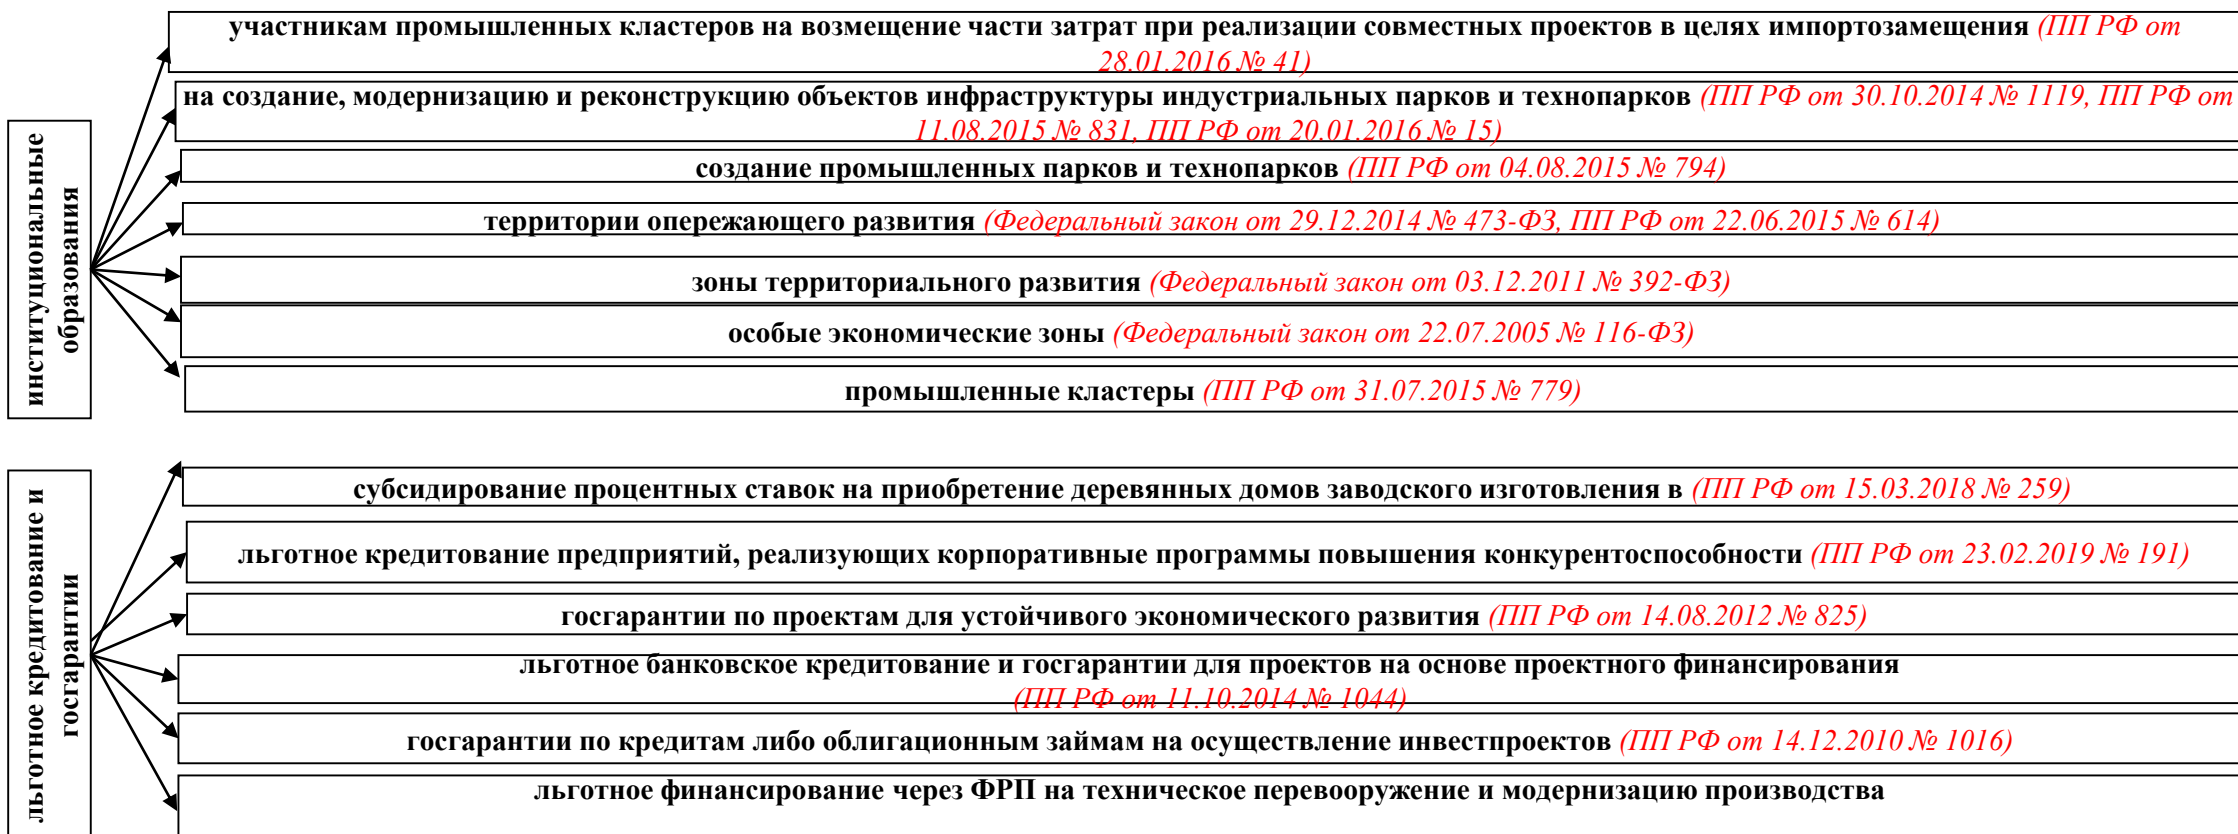 институциональные
образования
участникам промышленных кластеров на возмещение части затрат при реализации совместных проектов в целях импортозамещения (ПП РФ от
28.01.2016 № 41)
на создание, модернизацию и реконструкцию объектов инфраструктуры индустриальных парков и технопарков (ПП РФ от 30.10.2014 № 1119, ПП РФ от
11.08.2015 № 831, ПП РФ от 20.01.2016 № 15)
создание промышленных парков и технопарков (ПП РФ от 04.08.2015 № 794)
территории опережающего развития (Федеральный закон от 29.12.2014 № 473-ФЗ, ПП РФ от 22.06.2015 № 614)
зоны территориального развития (Федеральный закон от 03.12.2011 № 392-ФЗ)
особые экономические зоны (Федеральный закон от 22.07.2005 № 116-ФЗ)
промышленные кластеры (ПП РФ от 31.07.2015 № 779)
льготное кредитование и
госгарантии
субсидирование процентных ставок на приобретение деревянных домов заводского изготовления в (ПП РФ от 15.03.2018 № 259)
льготное кредитование предприятий, реализующих корпоративные программы повышения конкурентоспособности (ПП РФ от 23.02.2019 № 191)
госгарантии по проектам для устойчивого экономического развития (ПП РФ от 14.08.2012 № 825)
льготное банковское кредитование и госгарантии для проектов на основе проектного финансирования
(ПП РФ от 11.10.2014 № 1044)
госгарантии по кредитам либо облигационным займам на осуществление инвестпроектов (ПП РФ от 14.12.2010 № 1016)
льготное финансирование через ФРП на техническое перевооружение и модернизацию производства